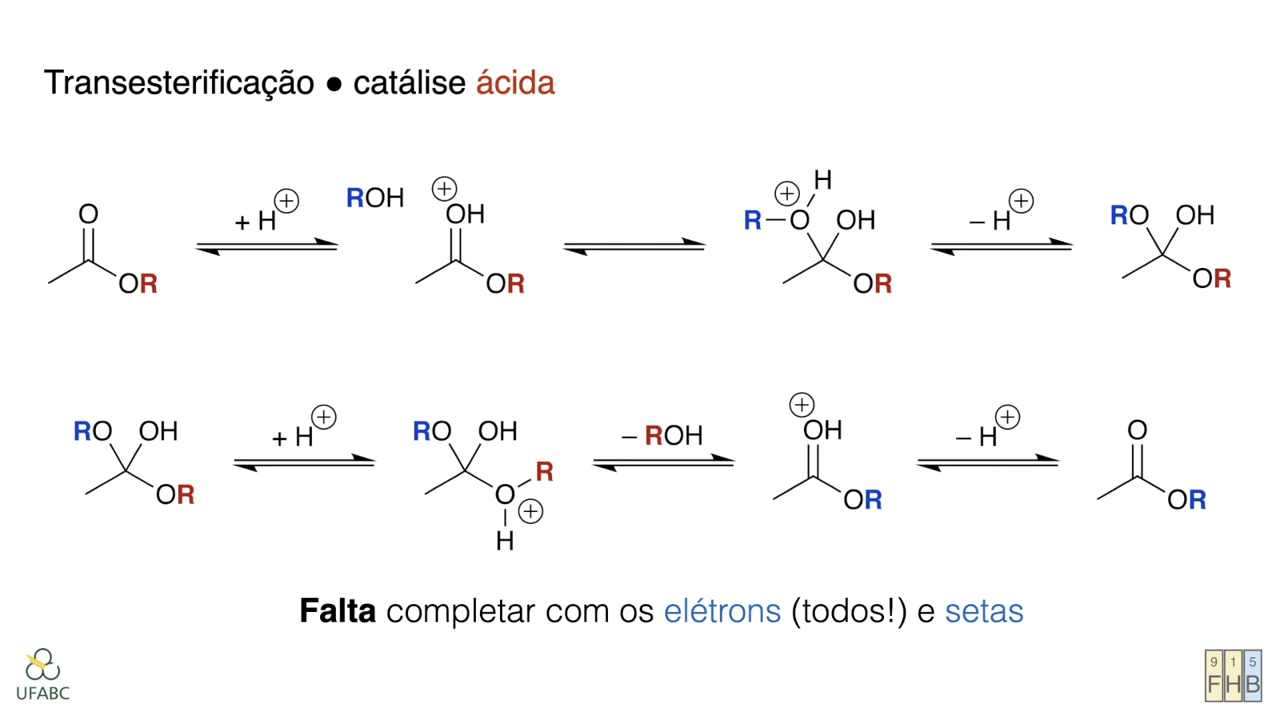 Transesterificação ● catálise ácida
O
OR
+ H ⊕
ROH
⊕
OH
OR
⊕ H
R–O OH
OR
– H ⊕
RO OH
OR
RO OH
OR
+ H ⊕
RO OH
R
O ⊕
H
– ROH
⊕
OH
OR
– H ⊕
O
OR
Falta completar com os elétrons (todos!) e setas
UFABC
9 1 5
F H B